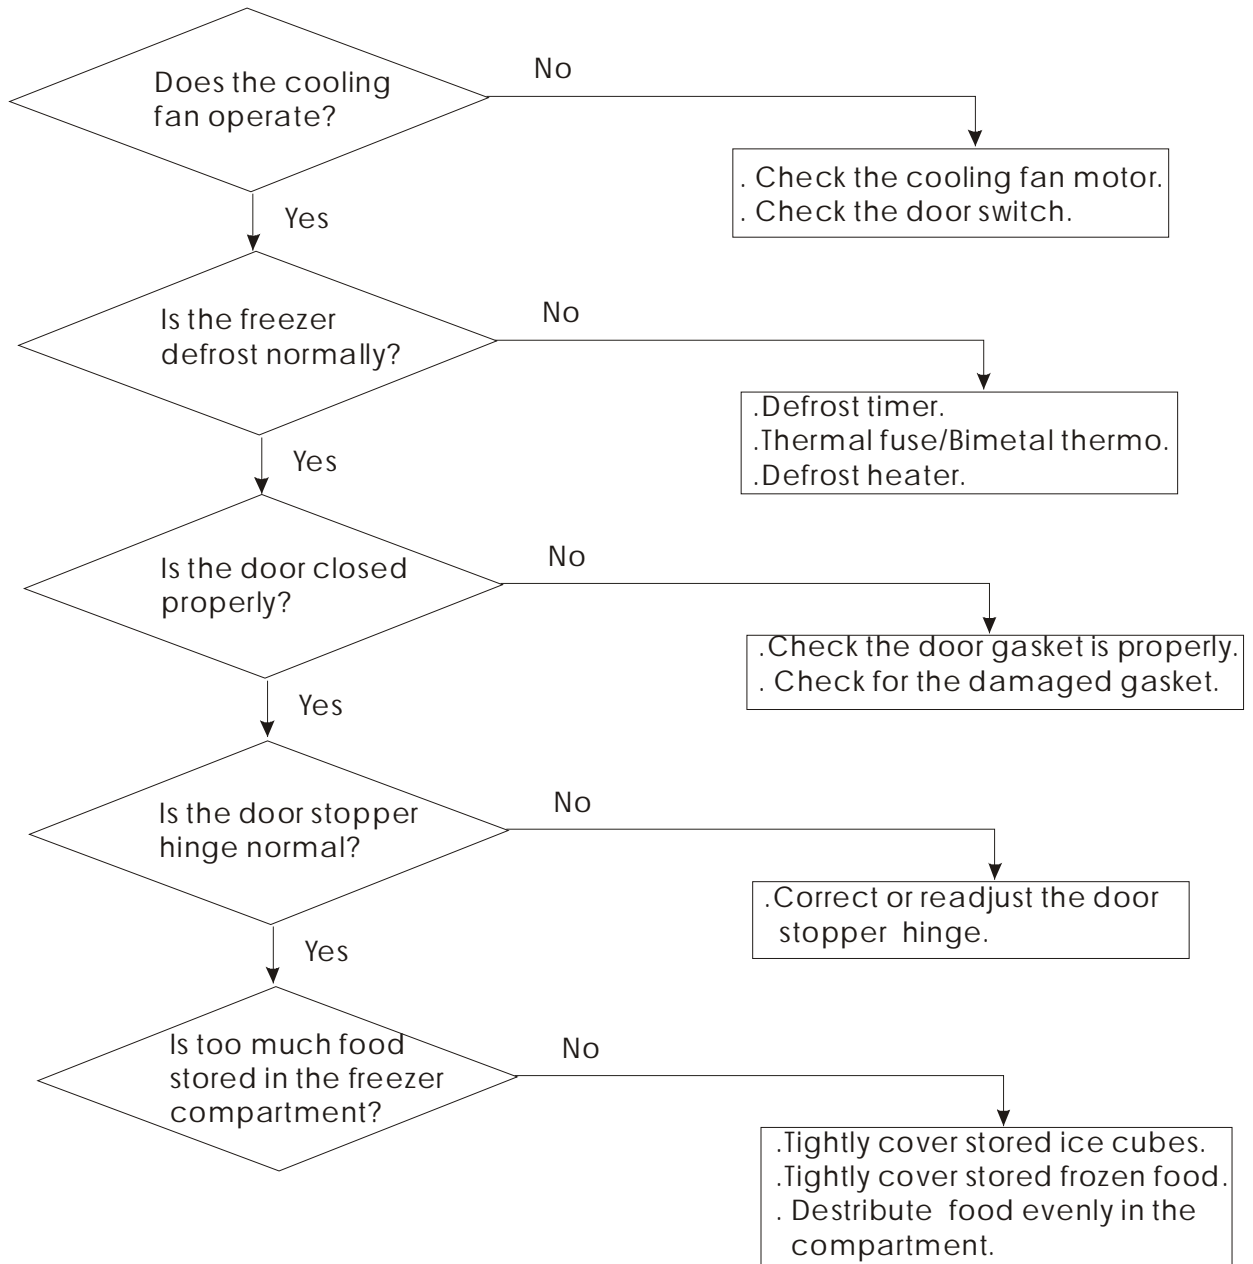 Does the cooling
fan operate?
No
. Check the cooling fan motor.
. Check the door switch.
Yes
Is the freezer
defrost normally?
No
.Defrost timer.
.Thermal fuse/Bimetal thermo.
.Defrost heater.
Yes
Is the door closed
properly?
No
.Check the door gasket is properly.
. Check for the damaged gasket.
Yes
Is the door stopper
hinge normal?
No
.Correct or readjust the door
stopper hinge.
Yes
Is too much food
stored in the freezer
compartment?
No
.Tightly cover stored ice cubes.
.Tightly cover stored frozen food.
. Destribute food evenly in the
compartment.